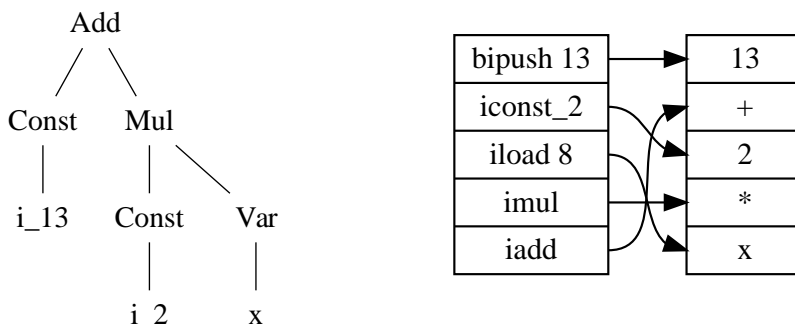 Add
Const Mul
i_13 Const Var
i_2 x
bipush 13 13
iconst_2 +
iload 8 2
imul *
iadd x